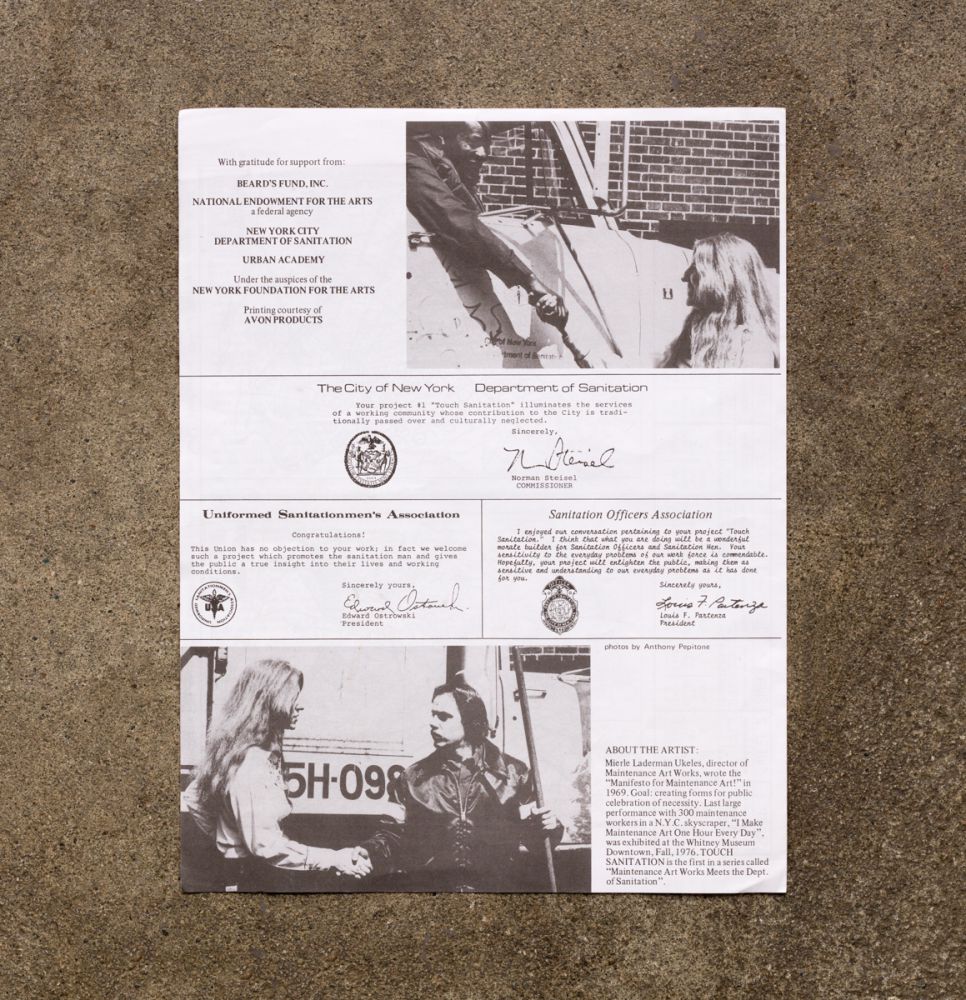 With gratitude for support from:
BEARD'S FUND, INC.
NATIONAL ENDOWMENT FOR THE ARTS
a federal agency
NEW YORK CITY
DEPARTMENT OF SANITATION
URBAN ACADEMY
Under the auspices of the
NEW YORK FOUNDATION FOR THE ARTS
Printing courtesy of
AVON PRODUCTS
City of New York
The City of New York Department of Sanitation
Your project #1 "Touch Sanitation" illuminates the services
of a working community whose contribution to the City is tradi-
tionally passed over and culturally neglected.
Sincerely,
Norman Steisel
COMMISSIONER
Uniformed Sanitationmen's Association
Congratulations!
This Union has no objection to your work; in fact we welcome
such a project which promotes the sanitation man and gives
the public a true insight into their lives and working
conditions.
Sincerely yours,
Edward Ostrowski
Edward Ostrowski
President
USA
Sanitation Officers Association
I enjoyed our conversation pertaining to your project "Touch
Sanitation." I think that what you are doing will be a wonderful
morale builder for Sanitation Officers and Sanitation Men. Your
sensitivity to the everyday problems of our work force is commendable.
Hopefully, your project will enlighten the public, making them as
sensitive and understanding to our everyday problems as it has done
for you.
Sincerely yours,
Louis F. Partenza
Louis F. Partenza
President
photos by Anthony Pepitone
5H-098
ABOUT THE ARTIST:
Mierle Laderman Ukeles, director of
Maintenance Art Works, wrote the
"Manifesto for Maintenance Art!" in
1969. Goal: creating forms for public
celebration of necessity. Last large
performance with 300 maintenance
workers in a N.Y.C. skyscraper, "I Make
Maintenance Art One Hour Every Day",
was exhibited at the Whitney Museum
Downtown, Fall, 1976. TOUCH
SANITATION is the first in a series called
"Maintenance Art Works Meets the Dept.
of Sanitation".